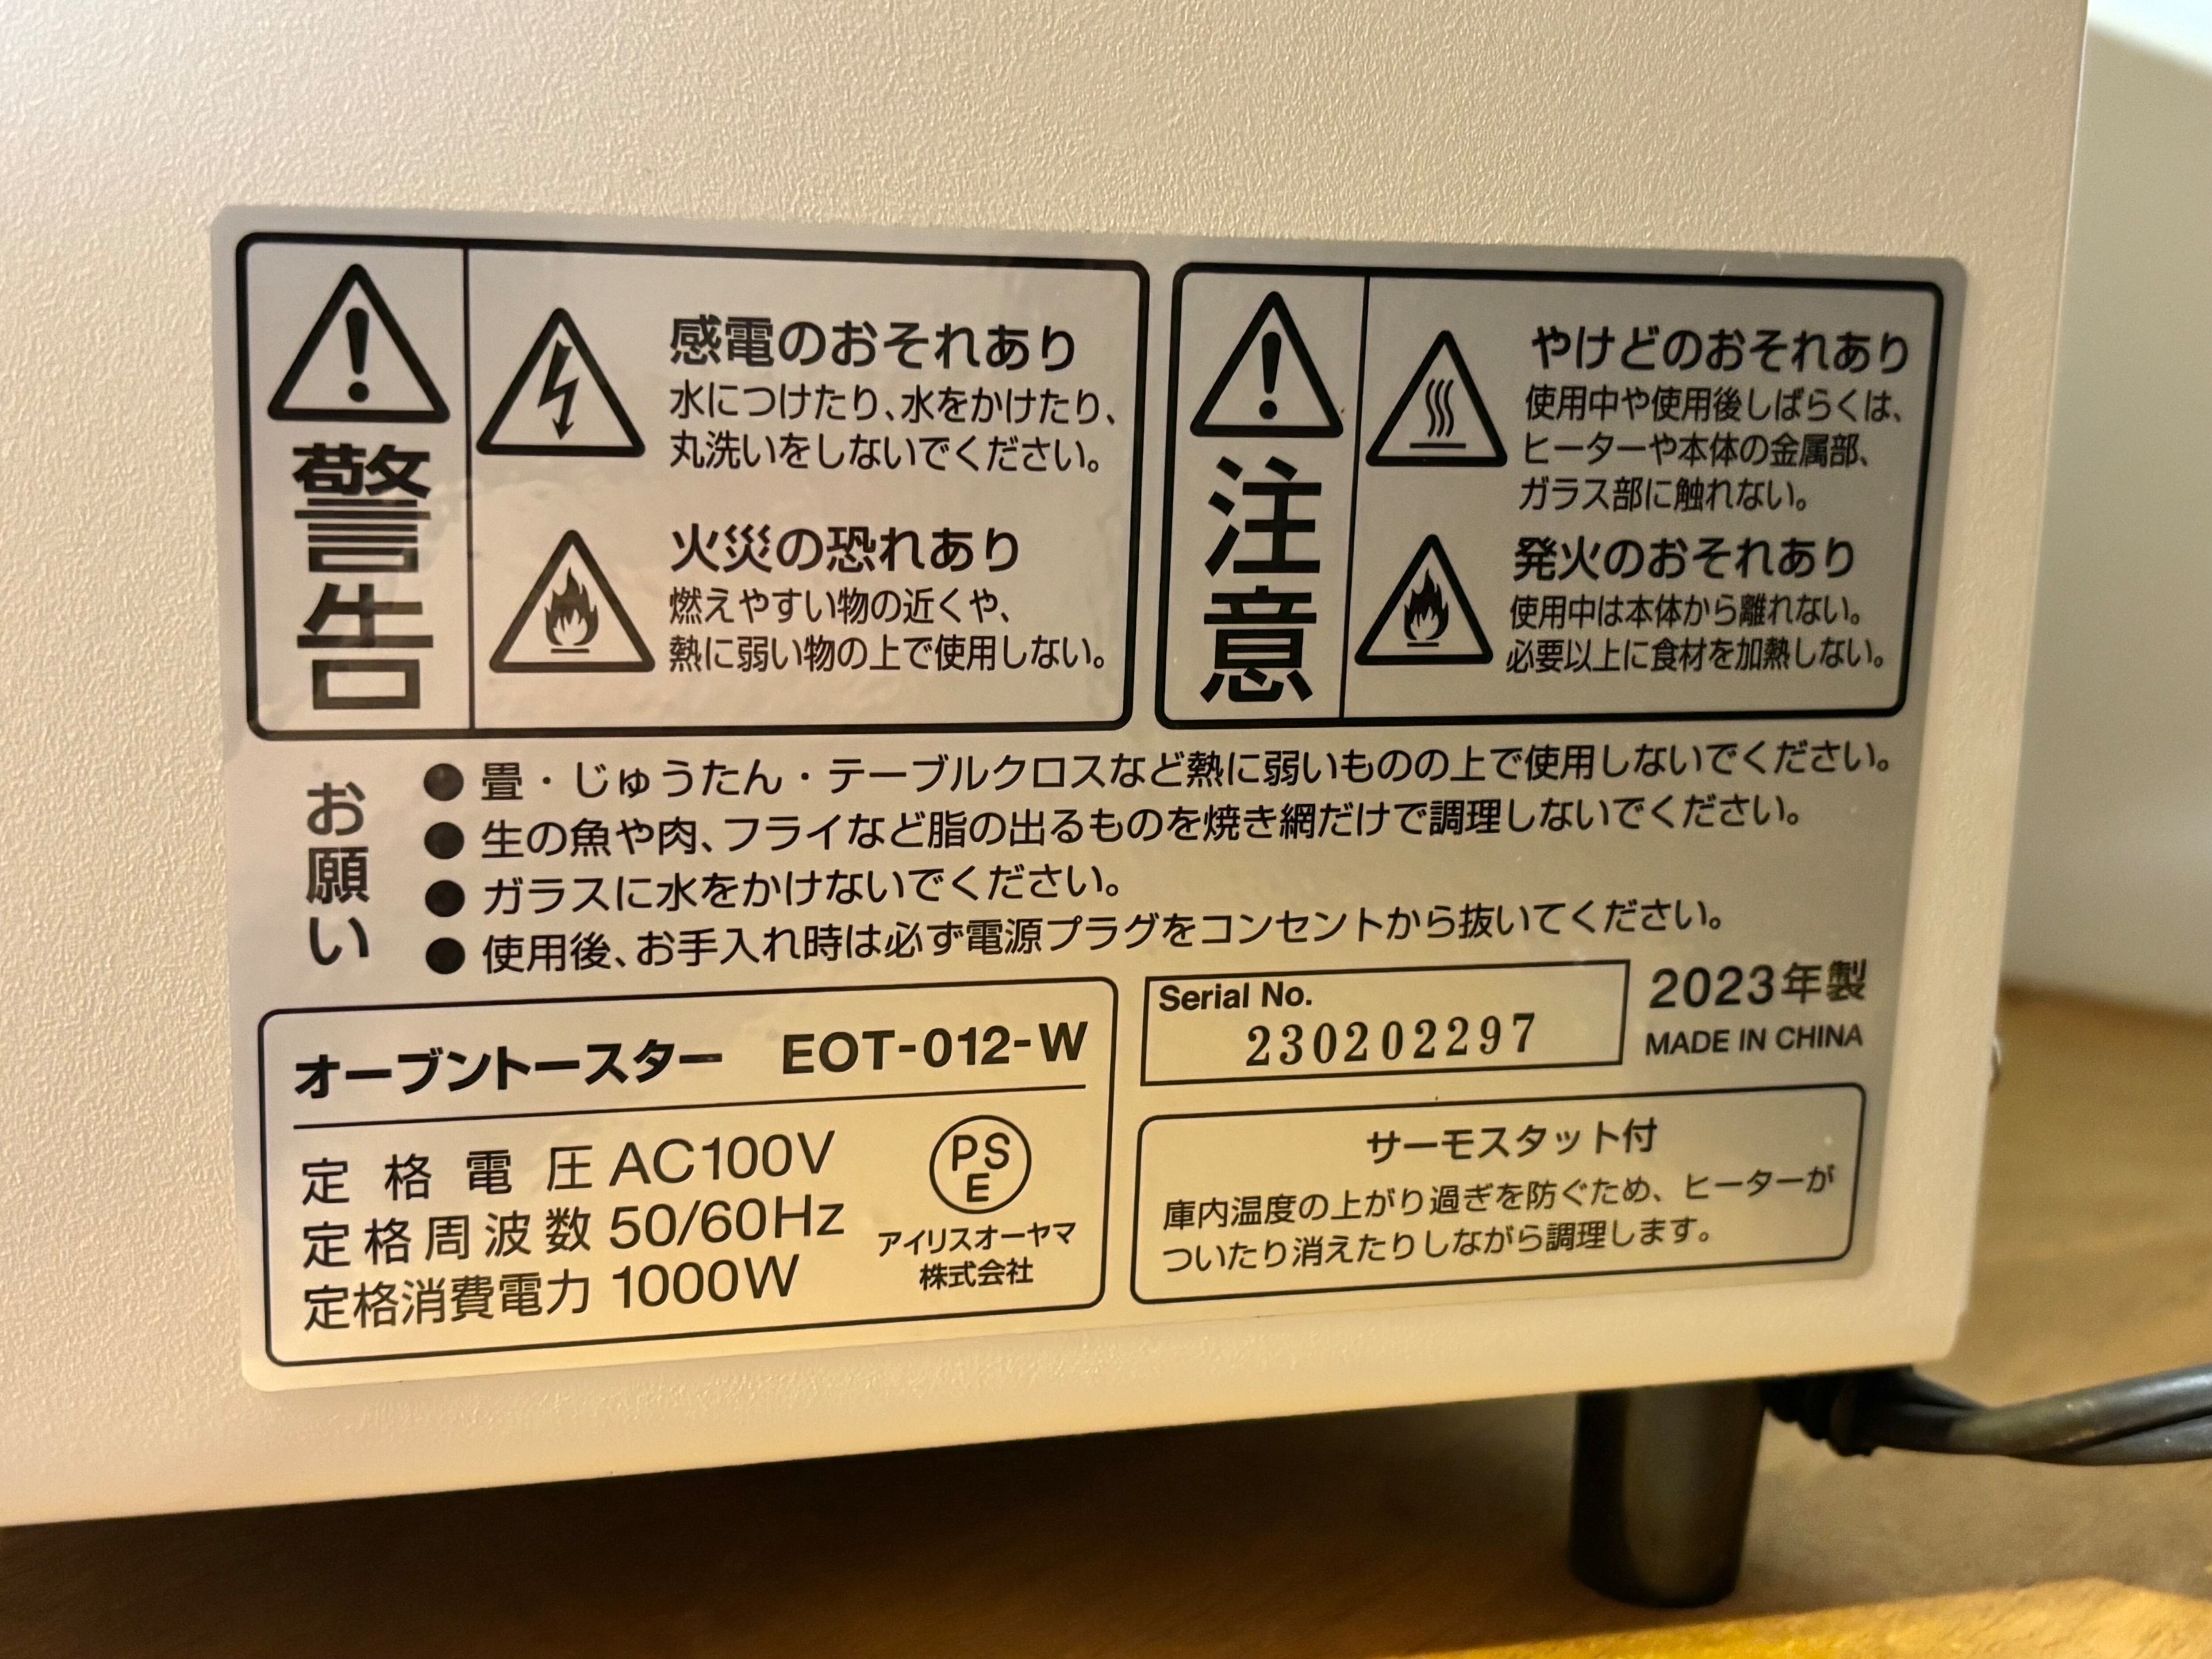 警告
感電のおそれあり
水につけたり、水をかけたり、
丸洗いをしないでください。
火災の恐れあり
燃えやすい物の近くや、
熱に弱い物の上で使用しない。
注意
やけどのおそれあり
使用中や使用後しばらくは、
ヒーターや本体の金属部、
ガラス部に触れない。
発火のおそれあり
使用中は本体から離れない。
必要以上に食材を加熱しない。
お願い
● 畳・じゅうたん・テーブルクロスなど熱に弱いものの上で使用しないでください。
● 生の魚や肉、フライなど脂の出るものを焼き網だけで調理しないでください。
● ガラスに水をかけないでください。
● 使用後、お手入れ時は必ず電源プラグをコンセントから抜いてください。
オーブントースター EOT-012-W
定格電圧 AC100V
定格周波数 50/60Hz
定格消費電力 1000W
PS
E
アイリスオーヤマ
株式会社
Serial No.
230202297
2023年製
MADE IN CHINA
サーモスタット付
庫内温度の上がり過ぎを防ぐため、ヒーターが
ついたり消えたりしながら調理します。